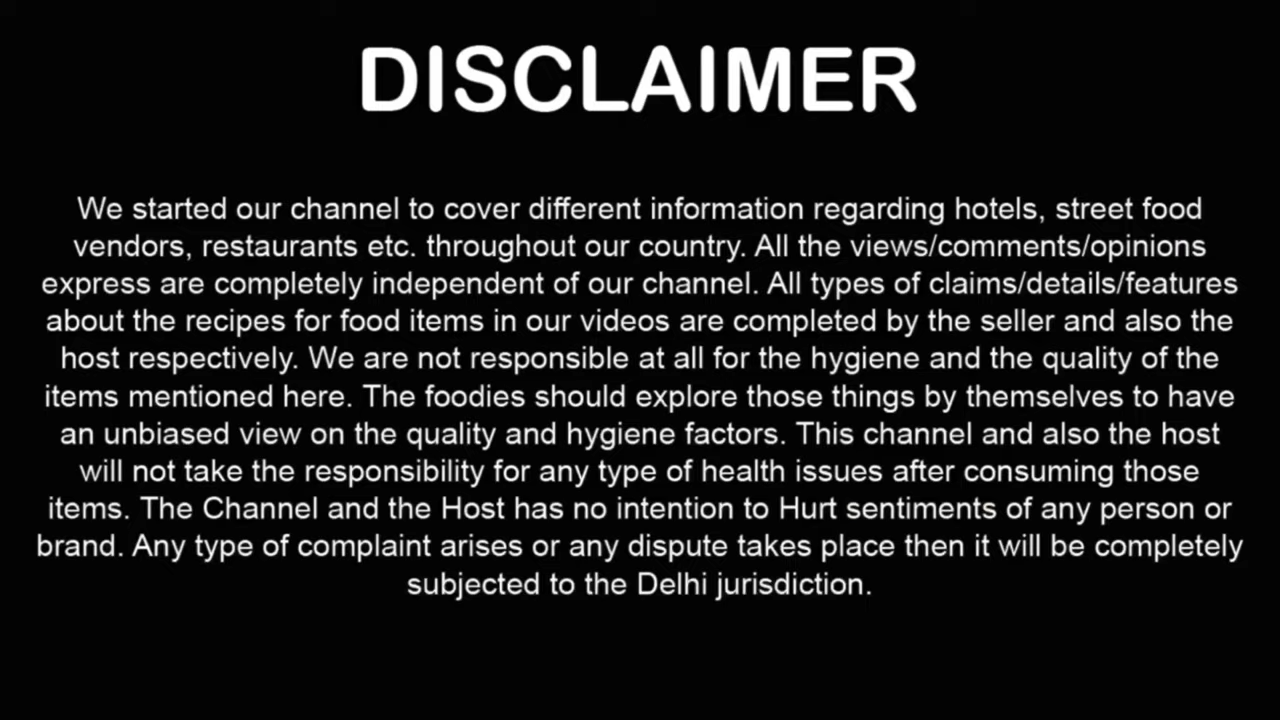 DISCLAIMER
We started our channel to cover different information regarding hotels, street food
vendors, restaurants etc. throughout our country. All the views/comments/opinions
express are completely independent of our channel. All types of claims/details/features
about the recipes for food items in our videos are completed by the seller and also the
host respectively. We are not responsible at all for the hygiene and the quality of the
items mentioned here. The foodies should explore those things by themselves to have
an unbiased view on the quality and hygiene factors. This channel and also the host
will not take the responsibility for any type of health issues after consuming those
items. The Channel and the Host has no intention to Hurt sentiments of any person or
brand. Any type of complaint arises or any dispute takes place then it will be completely
subjected to the Delhi jurisdiction.